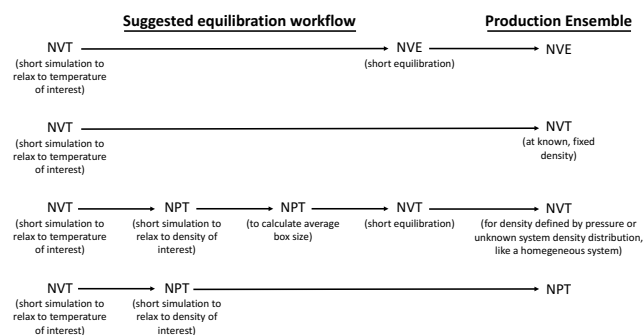 Suggested equilibration workflow
Production Ensemble
NVT
NVE
NVE
(short simulation to
relax to temperature
of interest)
(short equilibration)
NVT
NVT
(short simulation to
relax to temperature
of interest)
(at known, fixed
density)
NVT
NPT
NPT
NVT
NVT
(short simulation to
relax to temperature
of interest)
(short simulation to
relax to density of
interest)
(to calculate average
box size)
(short equilibration)
(for density defined by pressure or
unknown system density distribution,
like a homegeneous system)
NVT
NPT
NPT
(short simulation to
relax to temperature
of interest)
(short simulation to
relax to density of
interest)